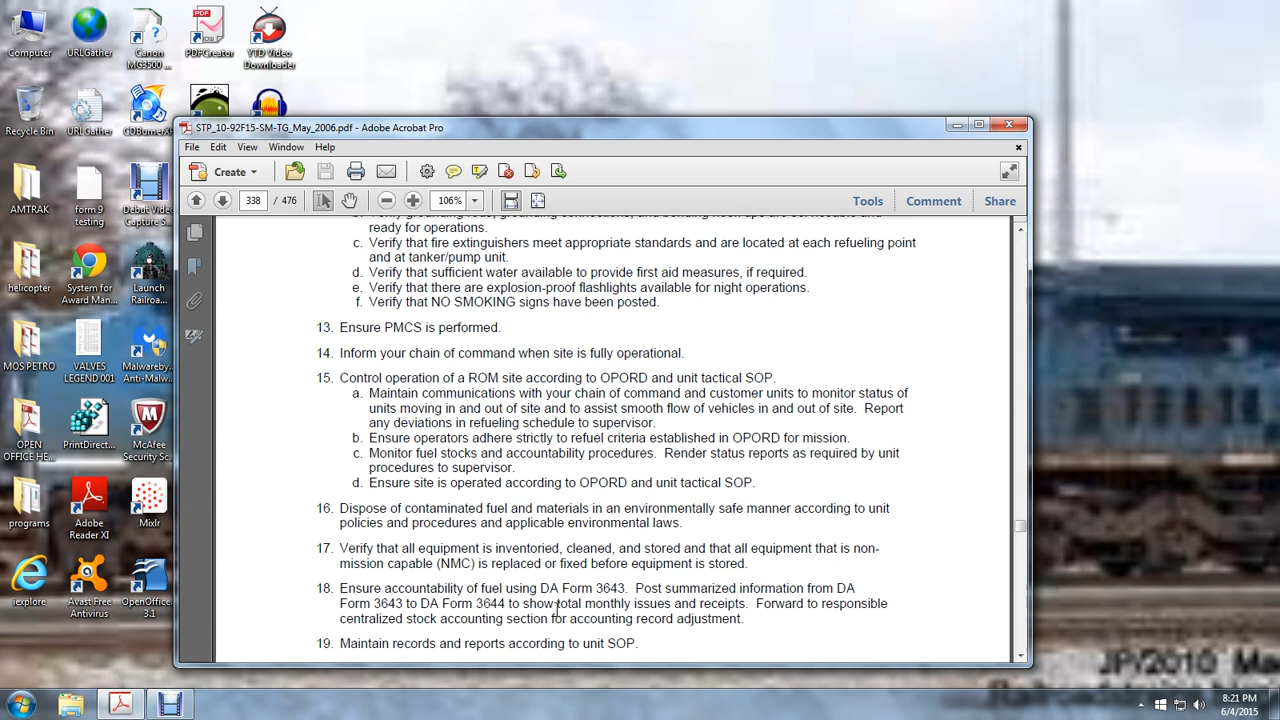 Computer
URLGather
Canon
MG3500 ...
PDFCreator
YTD Video
Downloader
Recycle Bin
URLGather
CDBurnerXP
AMTRAK
form 9
testing
Debut Video
Capture S...
helicopter
System for
Award Man...
Launch
Railroa...
MOS PETRO
VALVES
LEGEND 001
Malwareby...
Anti-Malw...
OPEN
OFFICE HE...
PrintDirect...
McAfee
Security Sc...
programs
Adobe
Reader XI
Mixlr
iexplore
Avast Free
Antivirus
OpenOffice...
STP_10-92F15-SM-TG_May_2006.pdf - Adobe Acrobat Pro
File Edit View Window Help
Create
338 / 476
106%
Tools Comment Share
ready for operations.
c. Verify that fire extinguishers meet appropriate standards and are located at each refueling point
and at tanker/pump unit.
d. Verify that sufficient water available to provide first aid measures, if required.
e. Verify that there are explosion-proof flashlights available for night operations.
f. Verify that NO SMOKING signs have been posted.
13. Ensure PMCS is performed.
14. Inform your chain of command when site is fully operational.
15. Control operation of a ROM site according to OPORD and unit tactical SOP.
a. Maintain communications with your chain of command and customer units to monitor status of
units moving in and out of site and to assist smooth flow of vehicles in and out of site. Report
any deviations in refueling schedule to supervisor.
b. Ensure operators adhere strictly to refuel criteria established in OPORD for mission.
c. Monitor fuel stocks and accountability procedures. Render status reports as required by unit
procedures to supervisor.
d. Ensure site is operated according to OPORD and unit tactical SOP.
16. Dispose of contaminated fuel and materials in an environmentally safe manner according to unit
policies and procedures and applicable environmental laws.
17. Verify that all equipment is inventoried, cleaned, and stored and that all equipment that is non-
mission capable (NMC) is replaced or fixed before equipment is stored.
18. Ensure accountability of fuel using DA Form 3643. Post summarized information from DA
Form 3643 to DA Form 3644 to show total monthly issues and receipts. Forward to responsible
centralized stock accounting section for accounting record adjustment.
19. Maintain records and reports according to unit SOP.
JP/2010 Ma
8:21 PM
6/4/2015